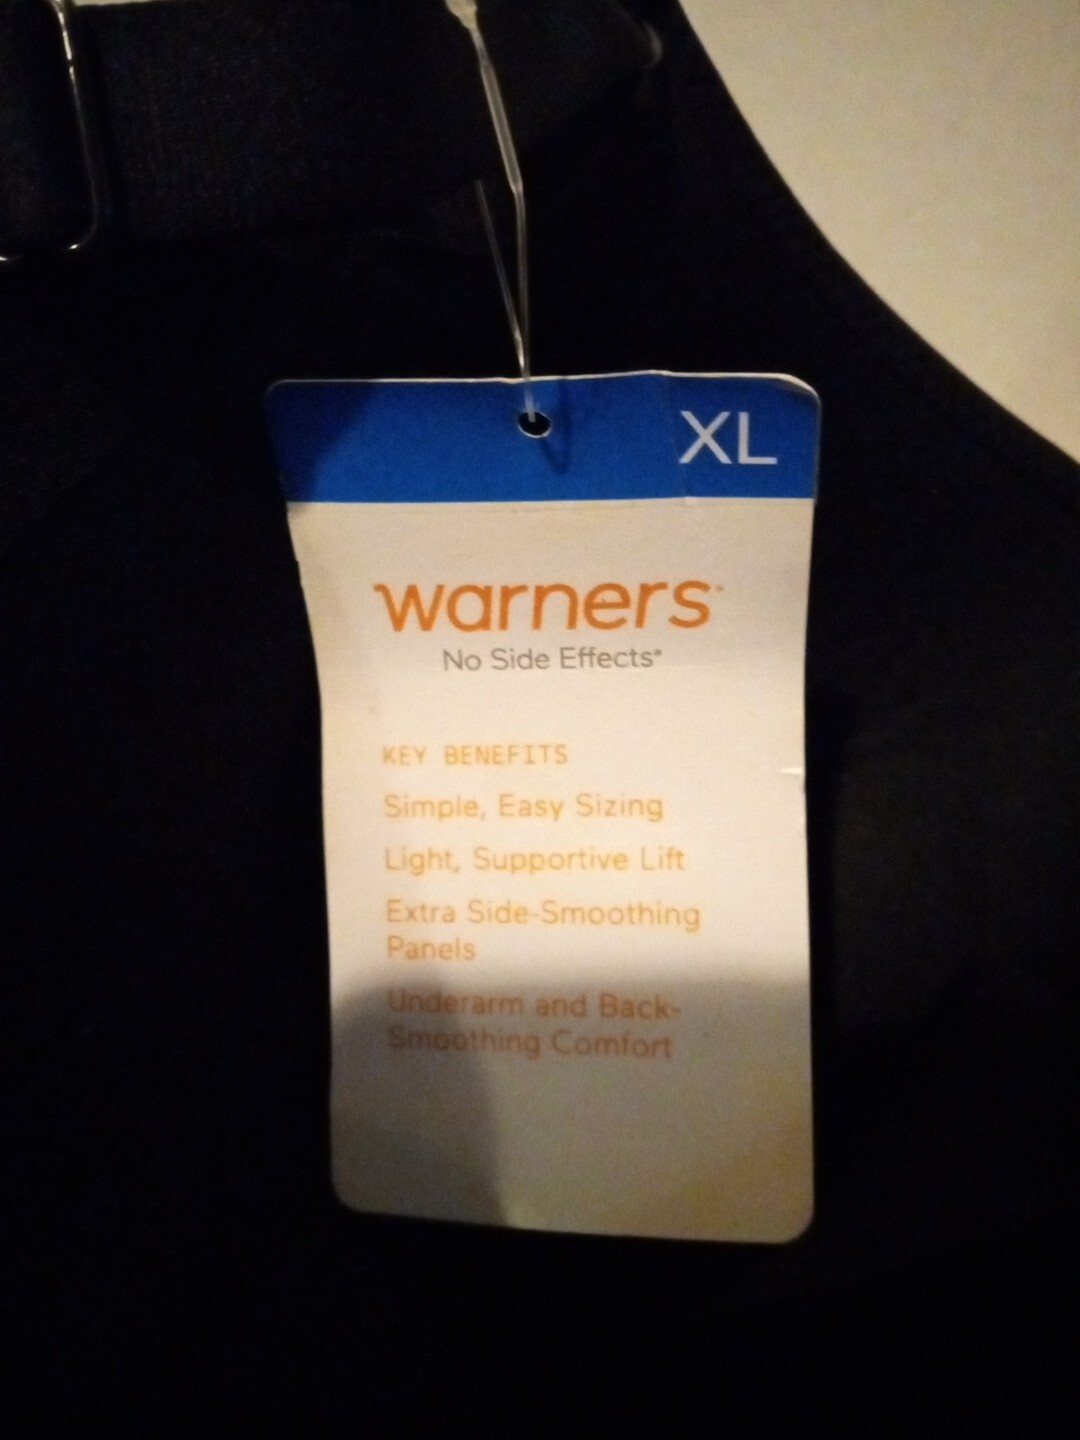 XL
warners™
No Side Effects®
KEY BENEFITS
Simple, Easy Sizing
Light, Supportive Lift
Extra Side-Smoothing
Panels
Underarm and Back-
Smoothing Comfort